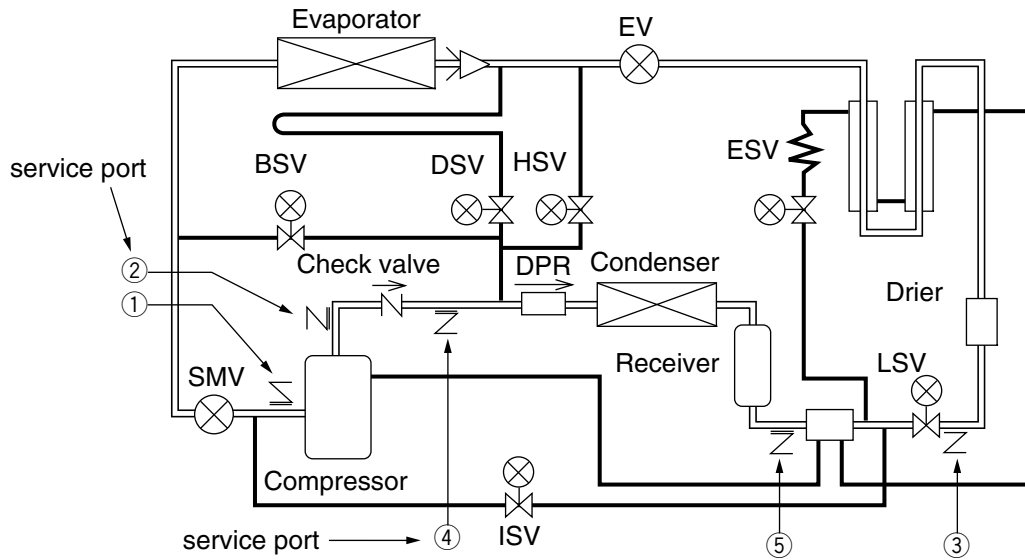 Evaporator
EV
service port
BSV
DSV
HSV
ESV
②
①
Check valve
DPR
Condenser
Drier
Receiver
SMV
LSV
Compressor
service port
④
ISV
⑤
③